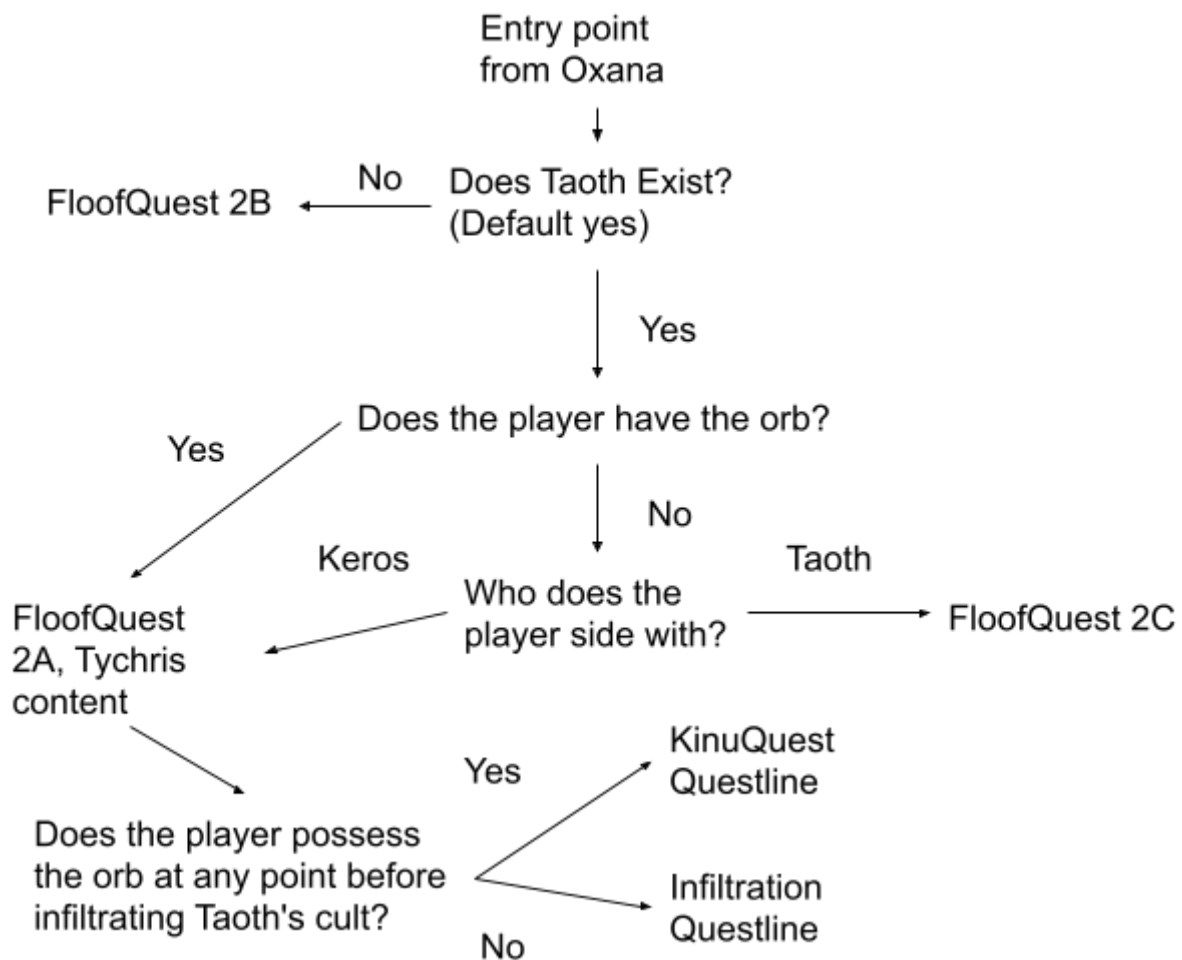 Entry point
from Oxana
No
Does Taoth Exist?
(Default yes)
FloofQuest 2B
Yes
Does the player have the orb?
Yes
No
Keros
Taoth
Who does the
player side with?
FloofQuest 2C
FloofQuest
2A, Tychris
content
Yes
KinuQuest
Questline
Does the player possess
the orb at any point before
infiltrating Taoth's cult?
Infiltration
Questline
No